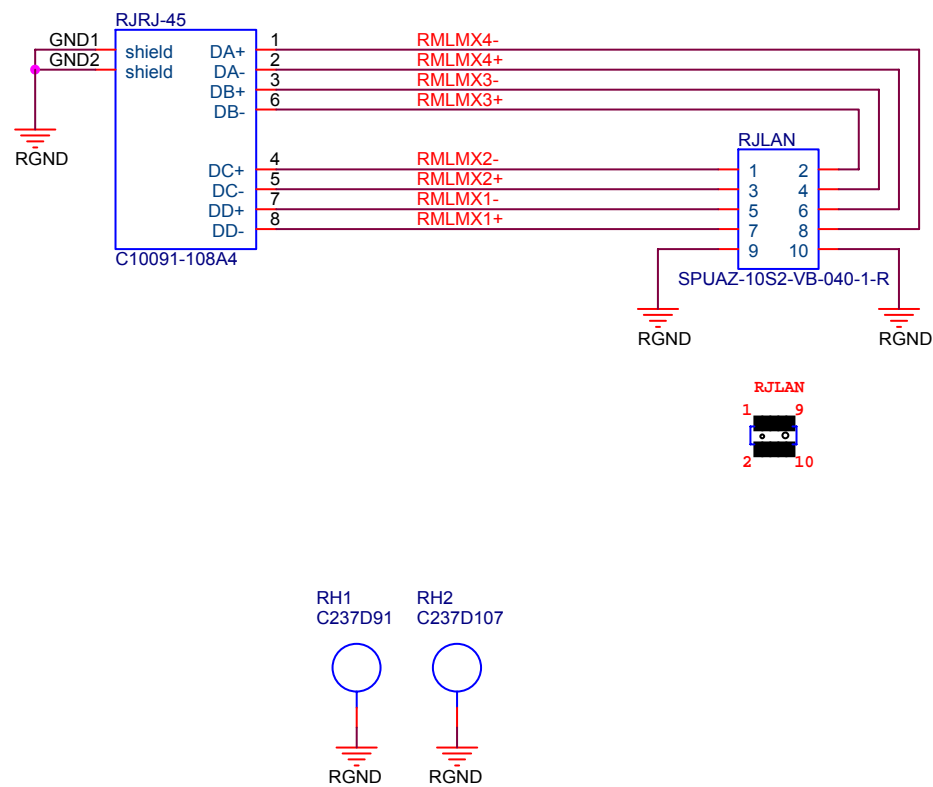 RJRJ-45
GND1 shield DA+ 1 RMLMX4-
GND2 shield DA- 2 RMLMX4+
DB+ 3 RMLMX3-
DB- 6 RMLMX3+
RGND
RJLAN
DC+ 4 RMLMX2- 1 2
DC- 5 RMLMX2+ 3 4
DD+ 7 RMLMX1- 5 6
DD- 8 RMLMX1+ 7 8
9 10
C10091-108A4
SPUAZ-10S2-VB-040-1-R
RGND RGND
RJLAN
1 9
2 10
RH1 RH2
C237D91 C237D107
RGND RGND